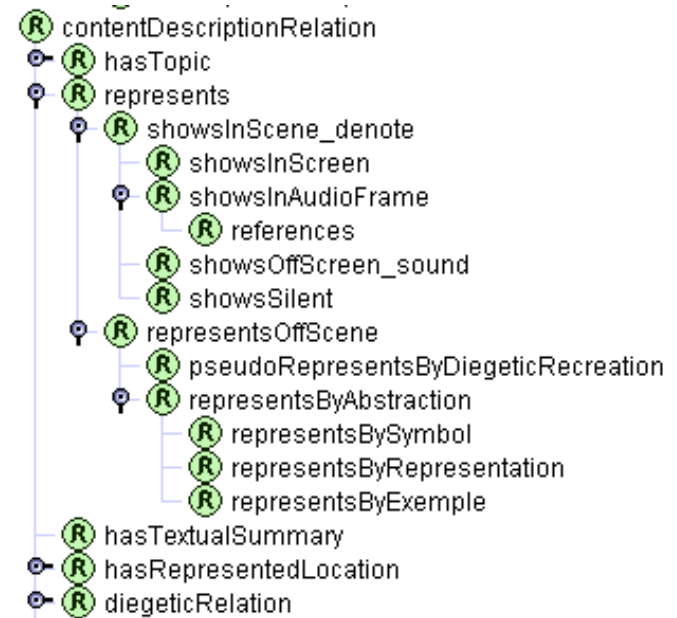 R contentDescriptionRelation
R hasTopic
R represents
R showsInScene_denote
R showsInScreen
R showsInAudioFrame
R references
R showsOffScreen_sound
R showsSilent
R representsOffScene
R pseudoRepresentsByDiegeticRecreation
R representsByAbstraction
R representsBySymbol
R representsByRepresentation
R representsByExemple
R hasTextualSummary
R hasRepresentedLocation
R diegeticRelation